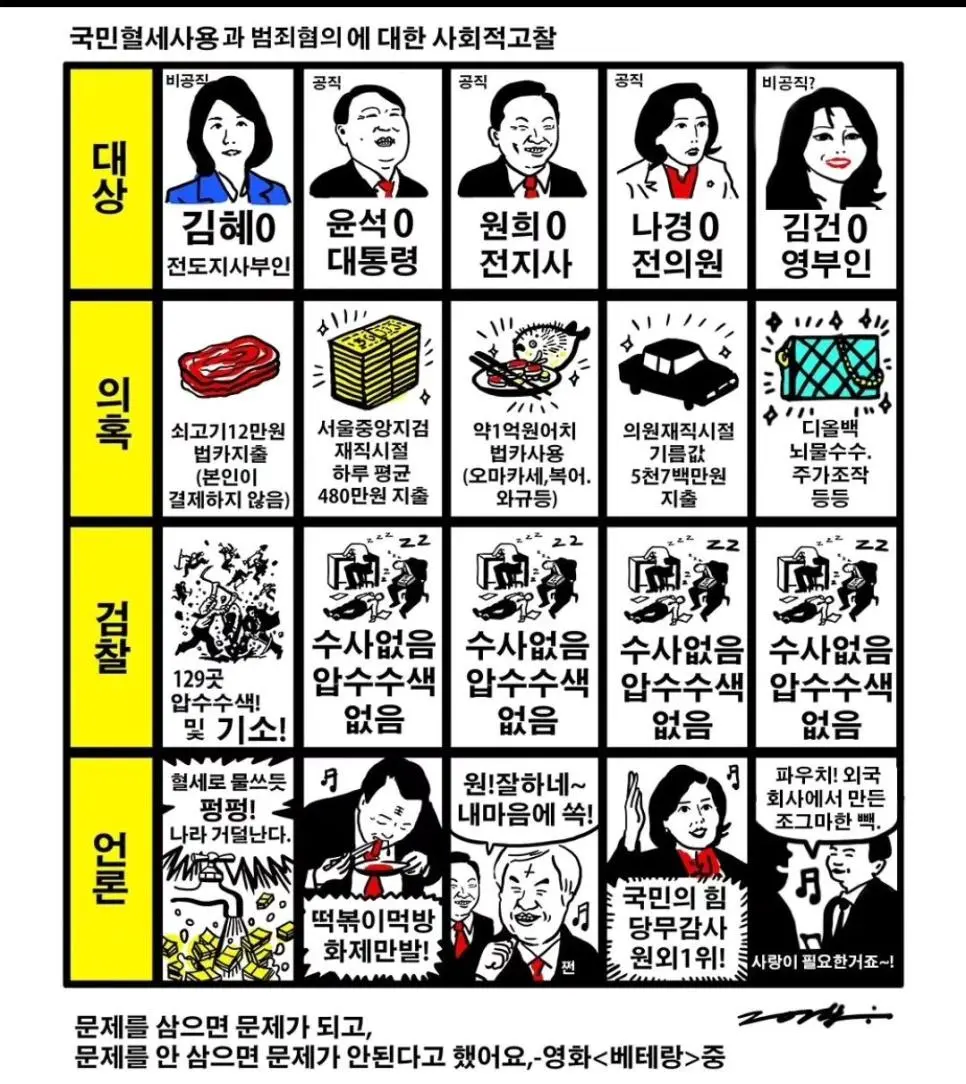 국민혈세사용과 범죄혐의에 대한 사회적고찰
대상
비공직
김혜0
전도지사부인
공직
윤석0
대통령
공직
원희0
전지사
공직
나경0
전의원
비공직?
김건0
영부인
의혹
쇠고기12만원
법카지출
(본인이
결제하지 않음)
서울중앙지검
재직시절
하루 평균
480만원 지출
약1억원어치
법카사용
(오마카세,복어.
와규등)
의원재직시절
기름값
5천7백만원
지출
디올백
뇌물수수.
주가조작
등등
검찰
129곳
압수수색!
및 기소!
zzz zz
수사없음
압수수색
없음
zzz zz
수사없음
압수수색
없음
zzz zz
수사없음
압수수색
없음
zzz zz
수사없음
압수수색
없음
언론
혈세로 물쓰듯
펑펑!
나라 거덜난다.
떡볶이먹방
화제만발!
원!잘하네~
내마음에 쏙!
쩐
국민의 힘
당무감사
원외1위!
파우치! 외국
회사에서 만든
조그마한 빽.
사랑이 필요한거죠~!
문제를 삼으면 문제가 되고,
문제를 안 삼으면 문제가 안된다고 했어요,-영화<베테랑>중